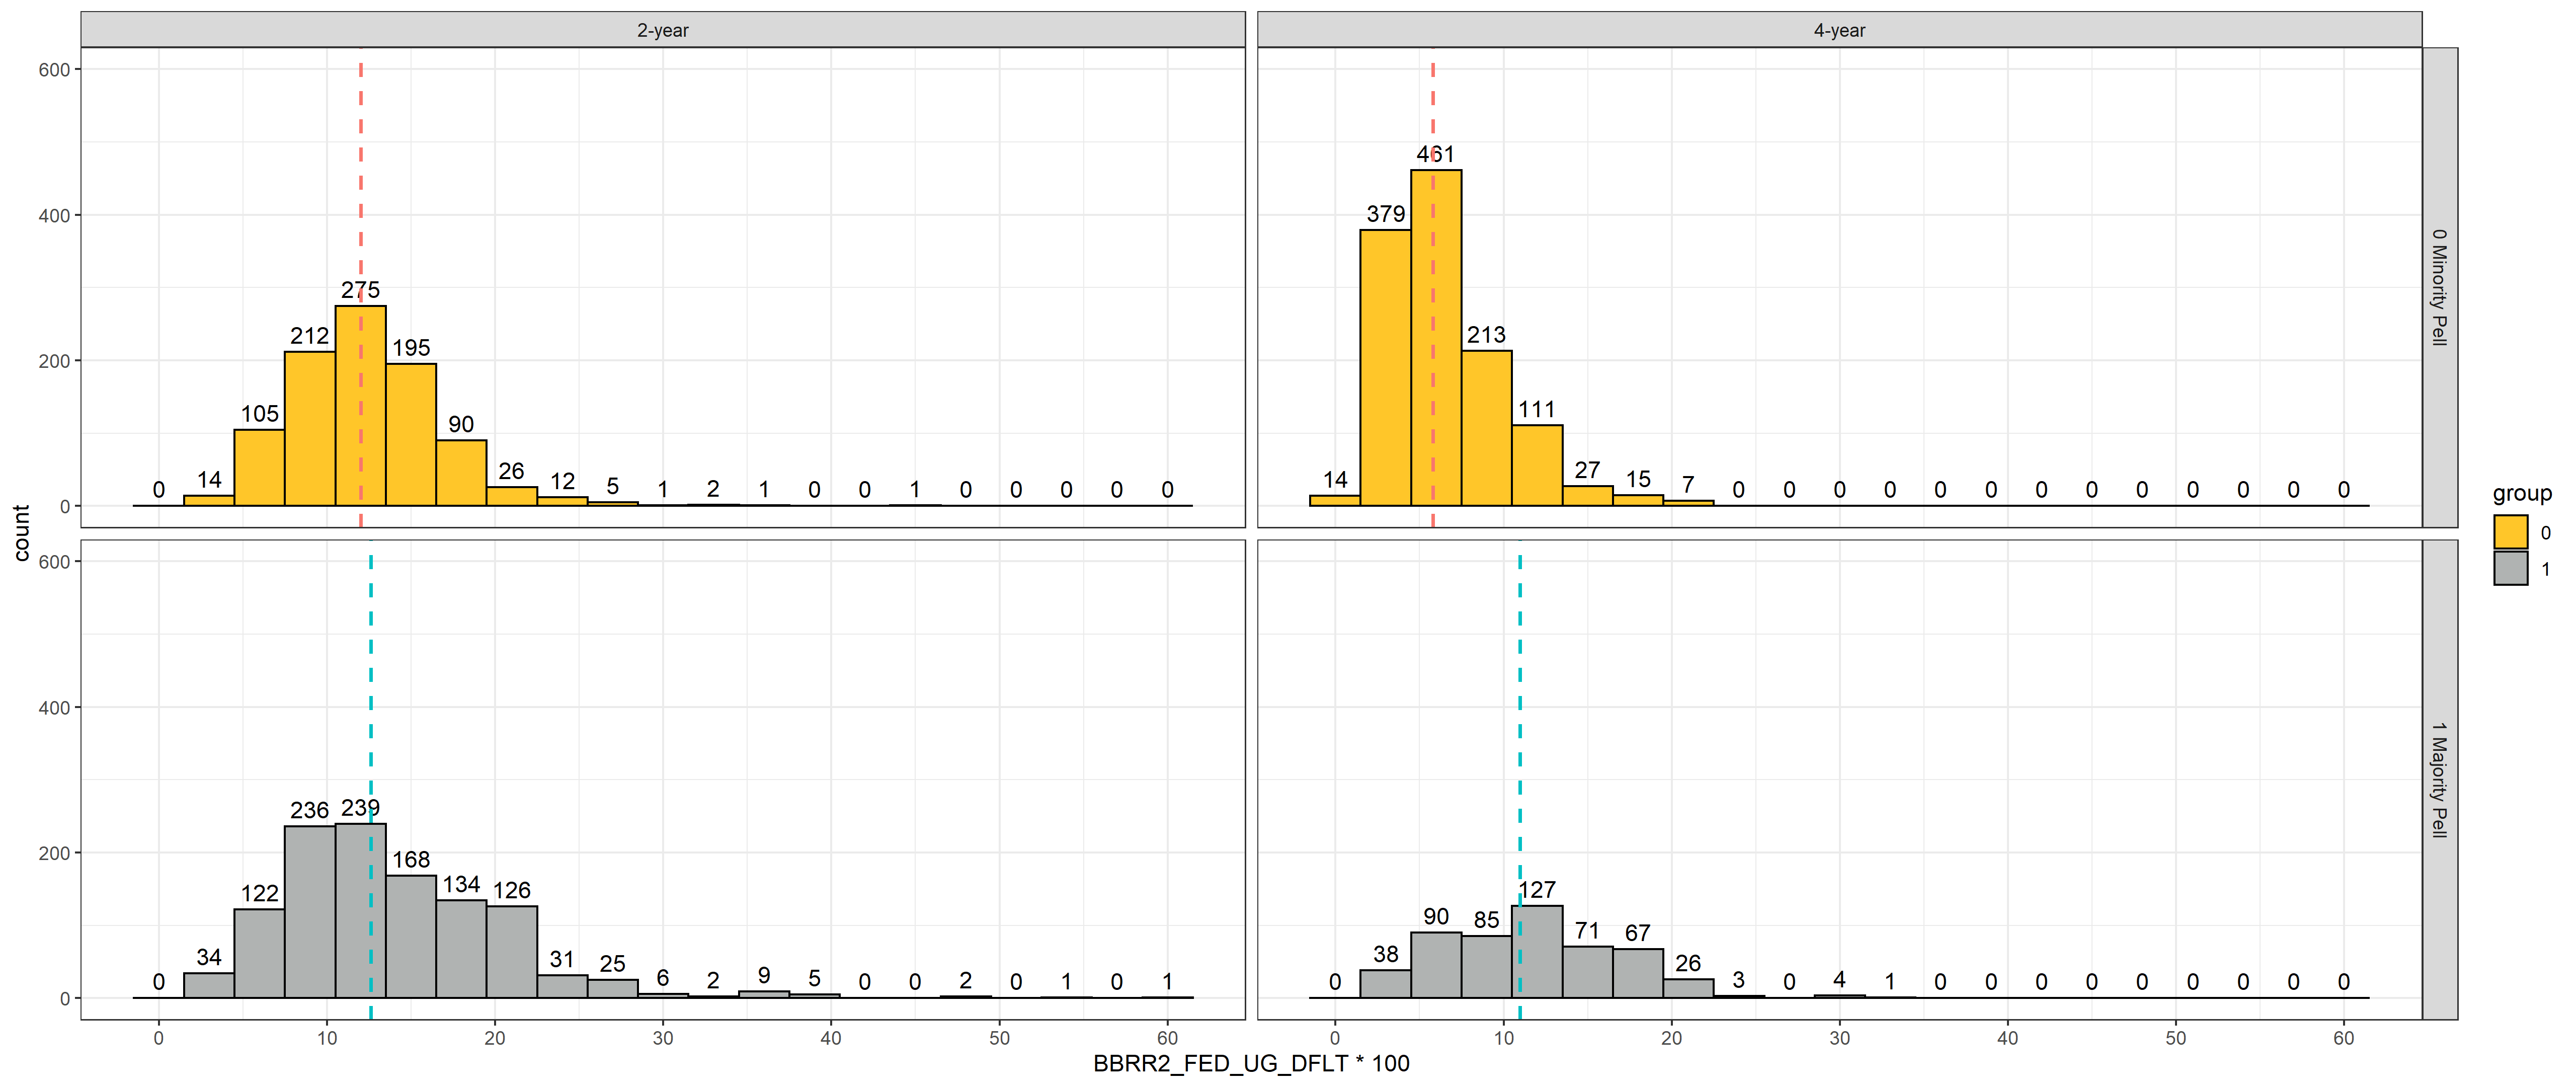 2-year
4-year
600
400
200
0
0 14 105 212 275 195 90 26 12 5 1 2 1 0 0 1 0 0 0 0 0
14 379 461 213 111 27 15 7 0 0 0 0 0 0 0 0 0 0 0 0 0
0 Minority Pell
count
600
400
200
0
0 34 122 236 239 168 134 126 31 25 6 2 9 5 0 0 2 0 1 0 1
0 38 90 85 127 71 67 26 3 0 4 1 0 0 0 0 0 0 0 0 0
1 Majority Pell
0 10 20 30 40 50 60
0 10 20 30 40 50 60
BBRR2_FED_UG_DFLT * 100
group
0
1